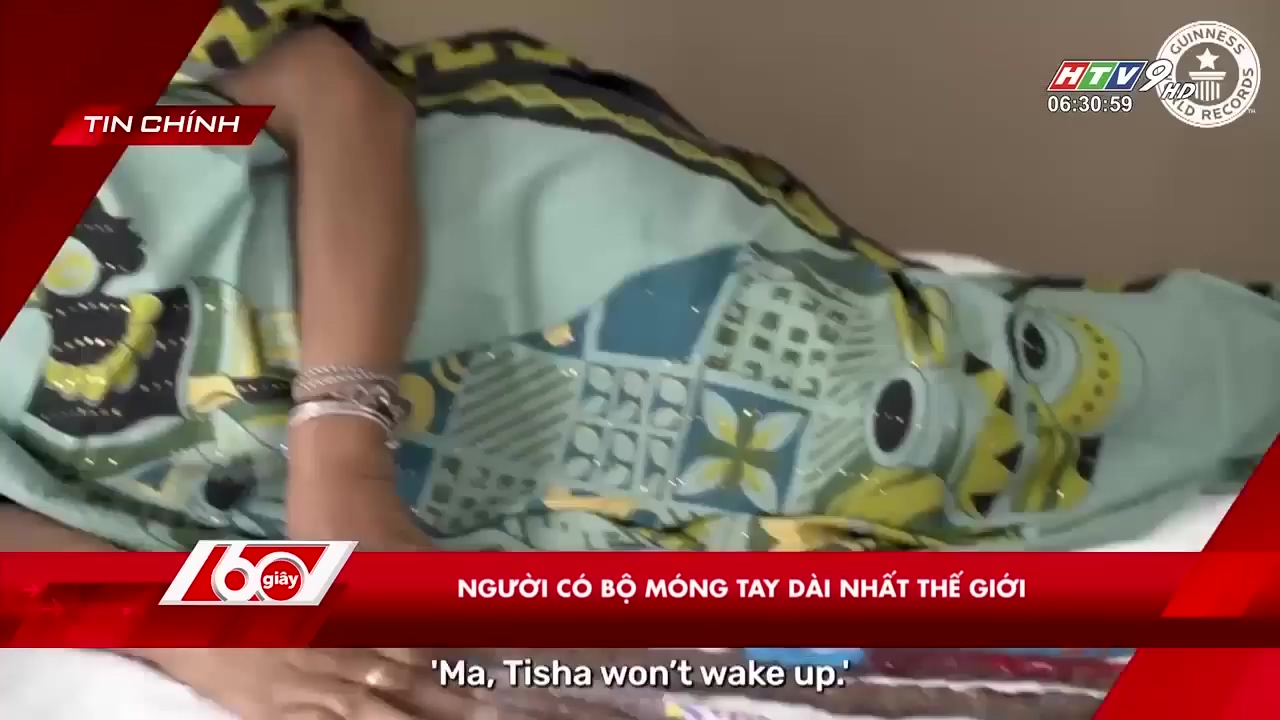 GUINNESS
WORLD RECORDS
HTV9
HD
06:30:59
TIN CHÍNH
60
giây
NGƯỜI CÓ BỘ MÓNG TAY DÀI NHẤT THẾ GIỚI
'Ma, Tisha won’t wake up.'